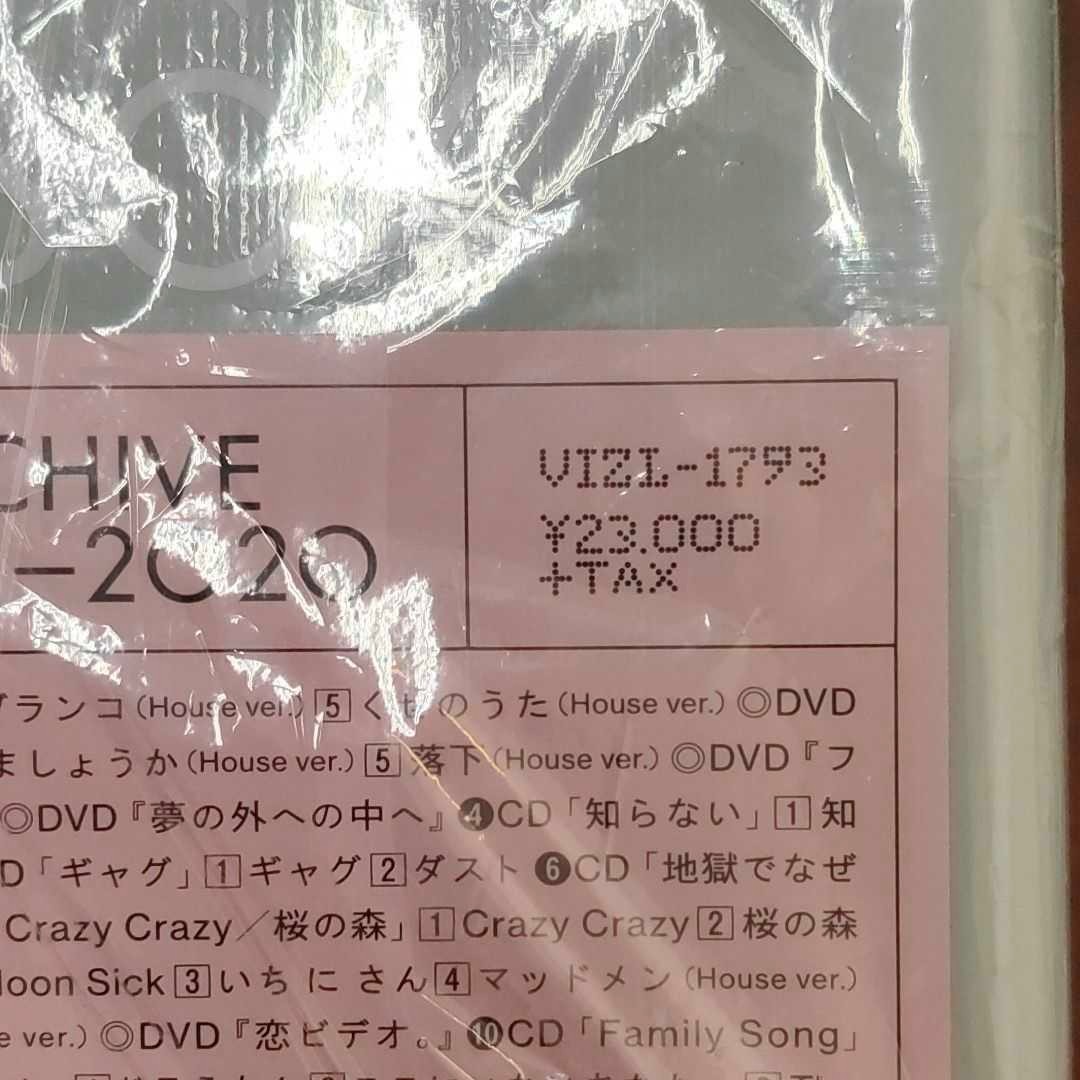 CHIVE
–2020
VIZL-1793
¥23.000
+TAX
ブランコ(House ver.) 5 くせのうた(House ver.) ◎DVD
ましょうか(House ver.) 5 落下(House ver.) ◎DVD『フ
◎DVD『夢の外への中へ』 ❹CD「知らない」 1 知
D「ギャグ」 1 ギャグ 2 ダスト ❻CD「地獄でなぜ
Crazy Crazy／桜の森」 1 Crazy Crazy 2 桜の森
Moon Sick 3 いち に さん 4 マッドメン(House ver.)
e ver.) ◎DVD『恋ビデオ。』 ❿CD「Family Song」